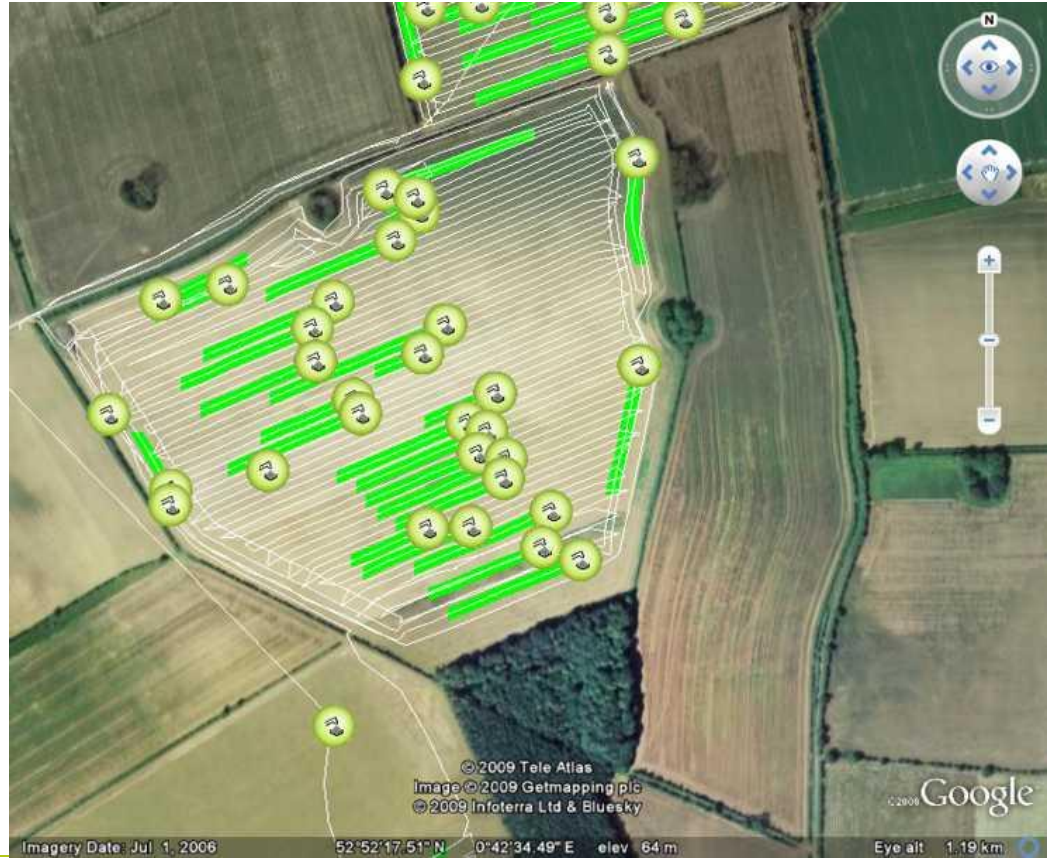 N
© 2009 Tele Atlas
Image © 2009 Getmapping plc
© 2009 Infoterra Ltd & Bluesky
©2009 Google
Imagery Date: Jul 1, 2006 52°52'17.51" N 0°42'34.49" E elev 64 m Eye alt 1.19 km